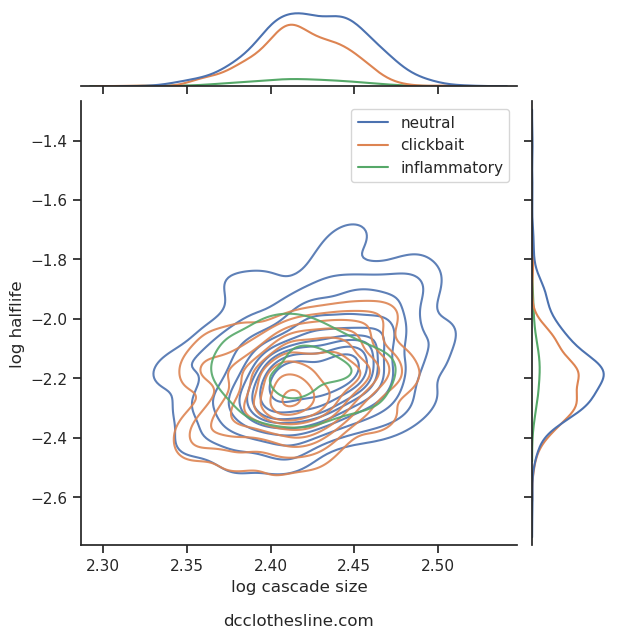 neutral
clickbait
inflammatory
−1.4
−1.6
−1.8
−2.0
−2.2
−2.4
−2.6
log halflife
2.30 2.35 2.40 2.45 2.50
log cascade size
dcclothesline.com